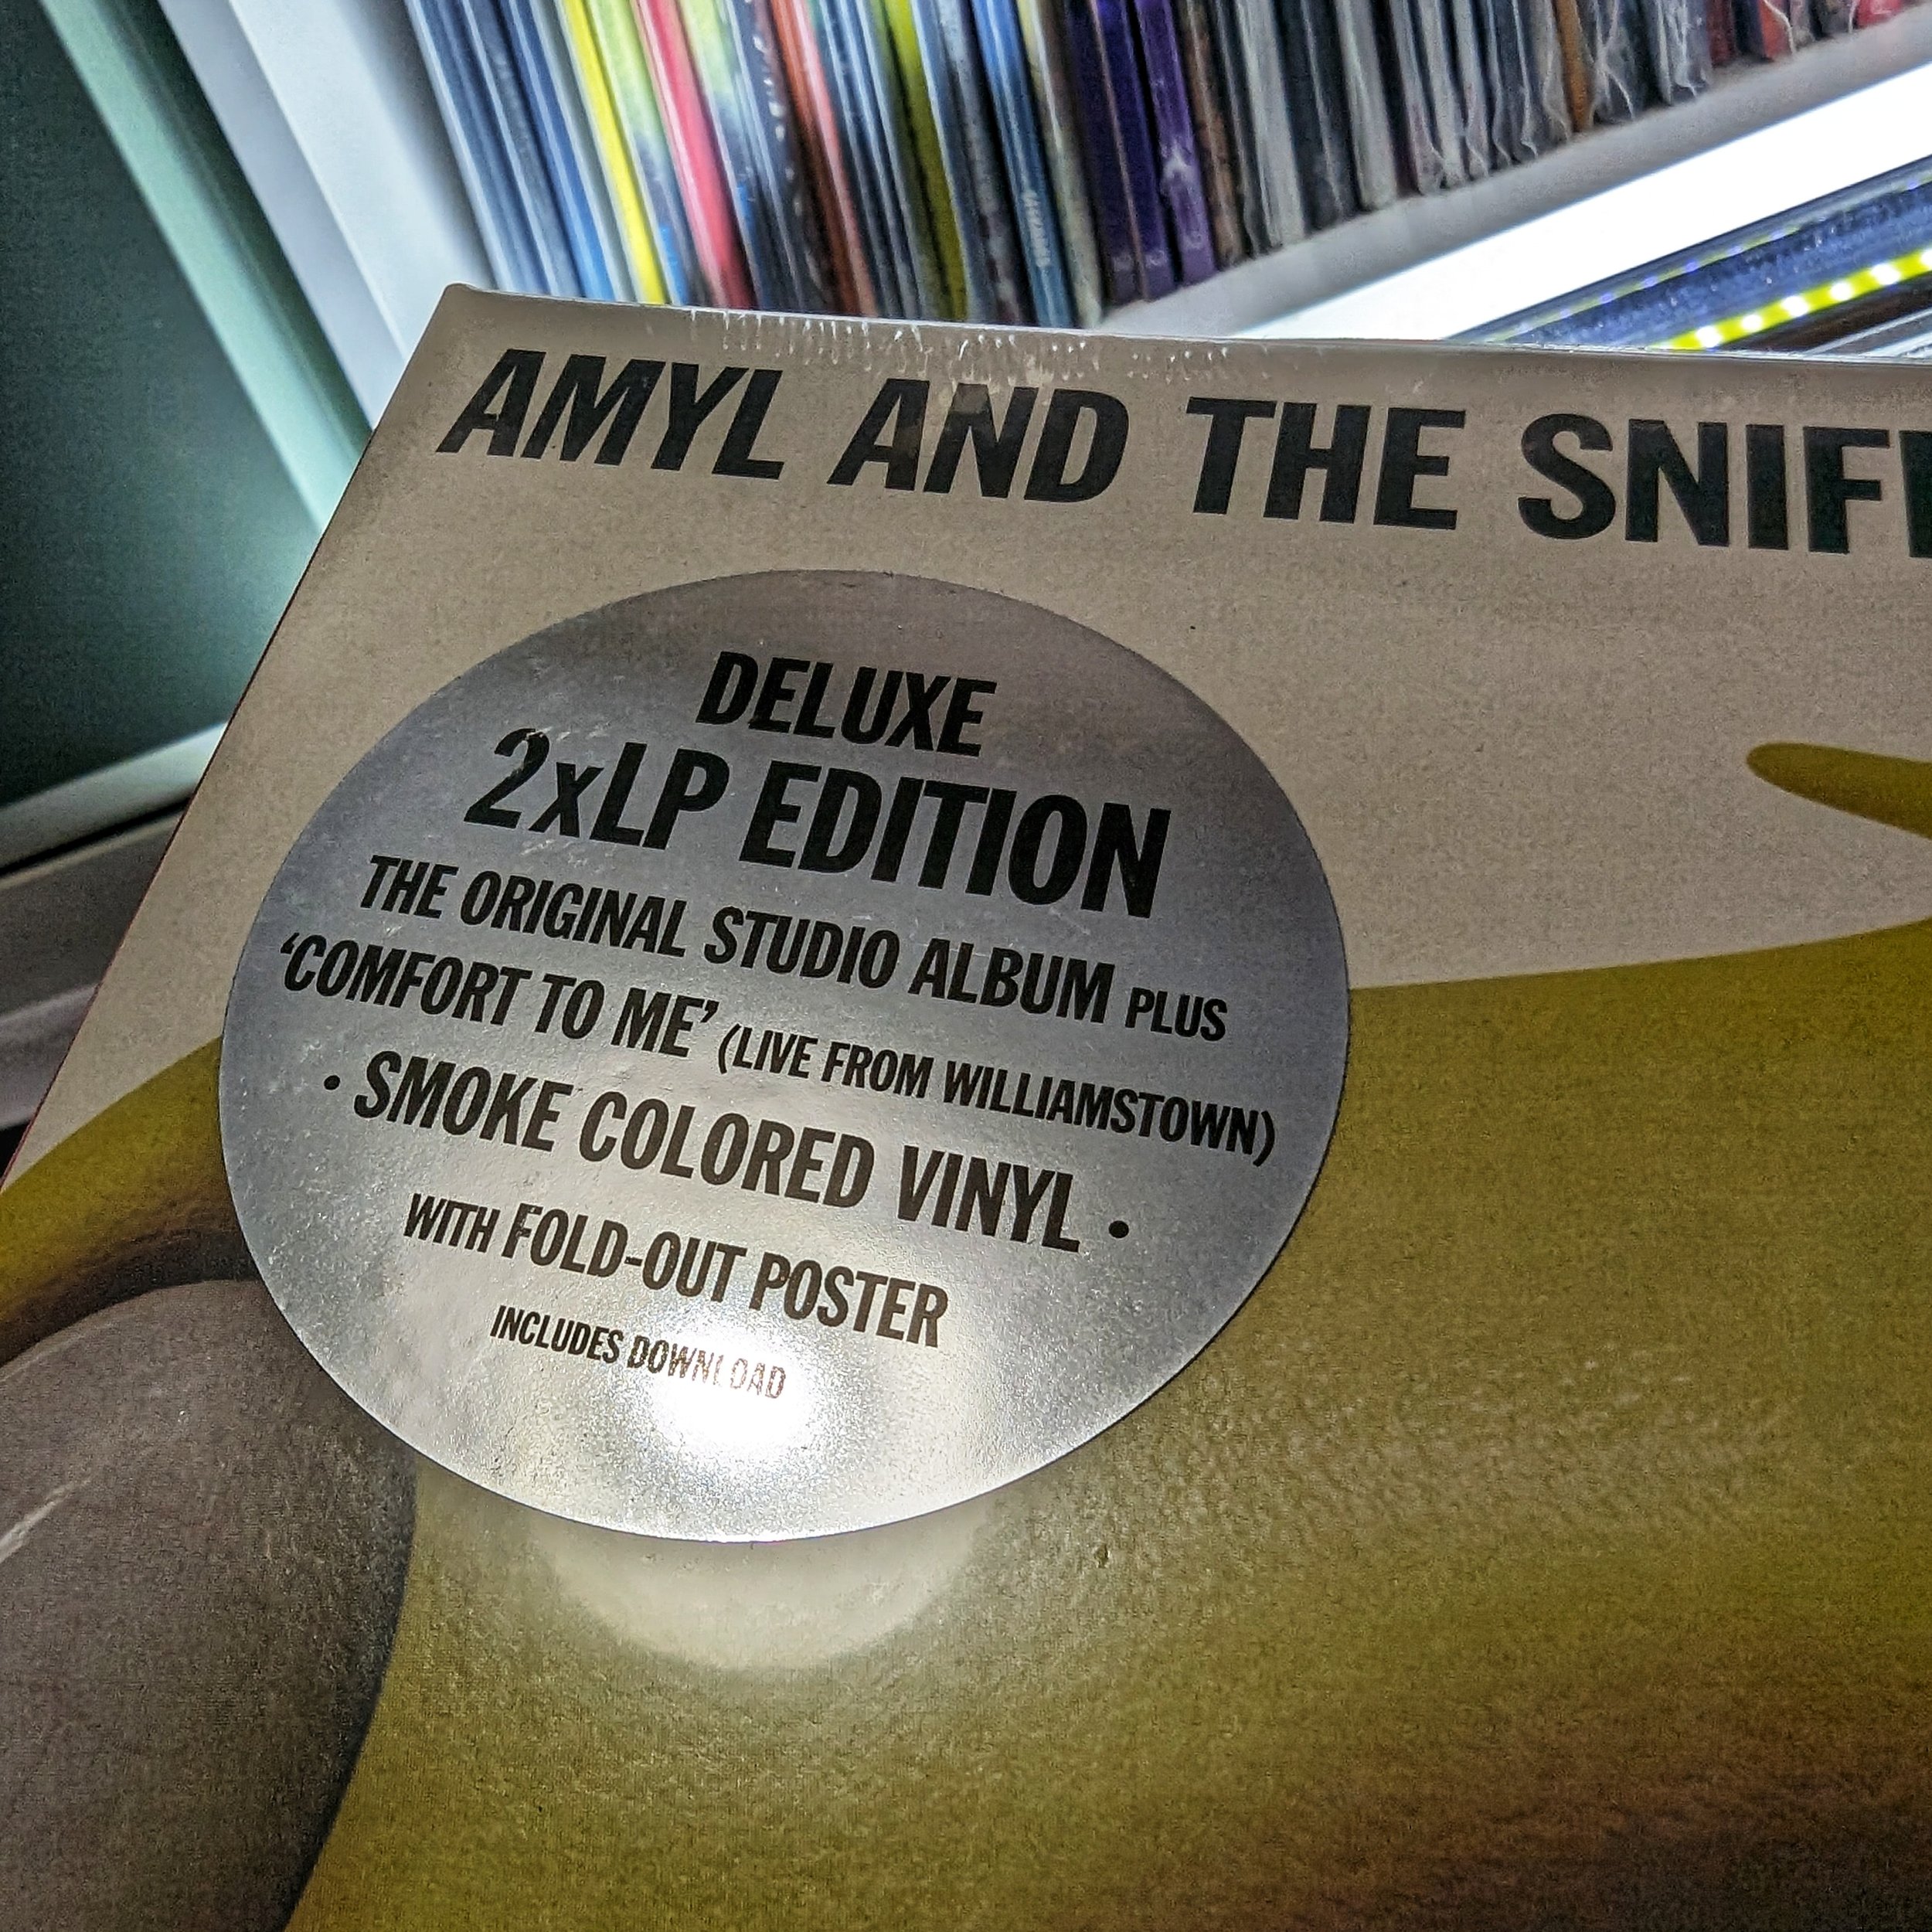 AMYL AND THE SNIF
DELUXE
2xLP EDITION
THE ORIGINAL STUDIO ALBUM PLUS
‘COMFORT TO ME’ (LIVE FROM WILLIAMSTOWN)
• SMOKE COLORED VINYL •
WITH FOLD-OUT POSTER
INCLUDES DOWNLOAD